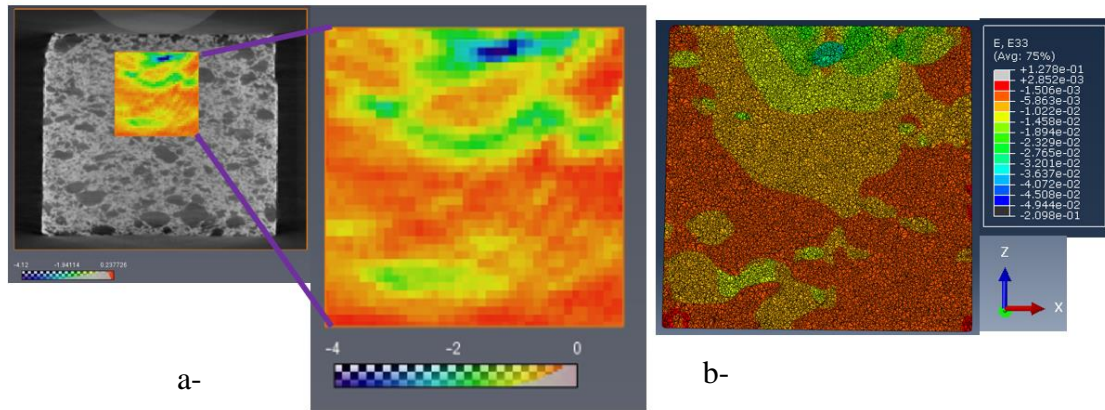 -4.12 -1.94114 0.237726
-4 -2 0
a-
E, E33
(Avg: 75%)
+1.278e-01
+2.852e-03
-1.506e-03
-5.863e-03
-1.022e-02
-1.458e-02
-1.894e-02
-2.329e-02
-2.765e-02
-3.201e-02
-3.637e-02
-4.072e-02
-4.508e-02
-4.944e-02
-2.098e-01
Z
X
b-